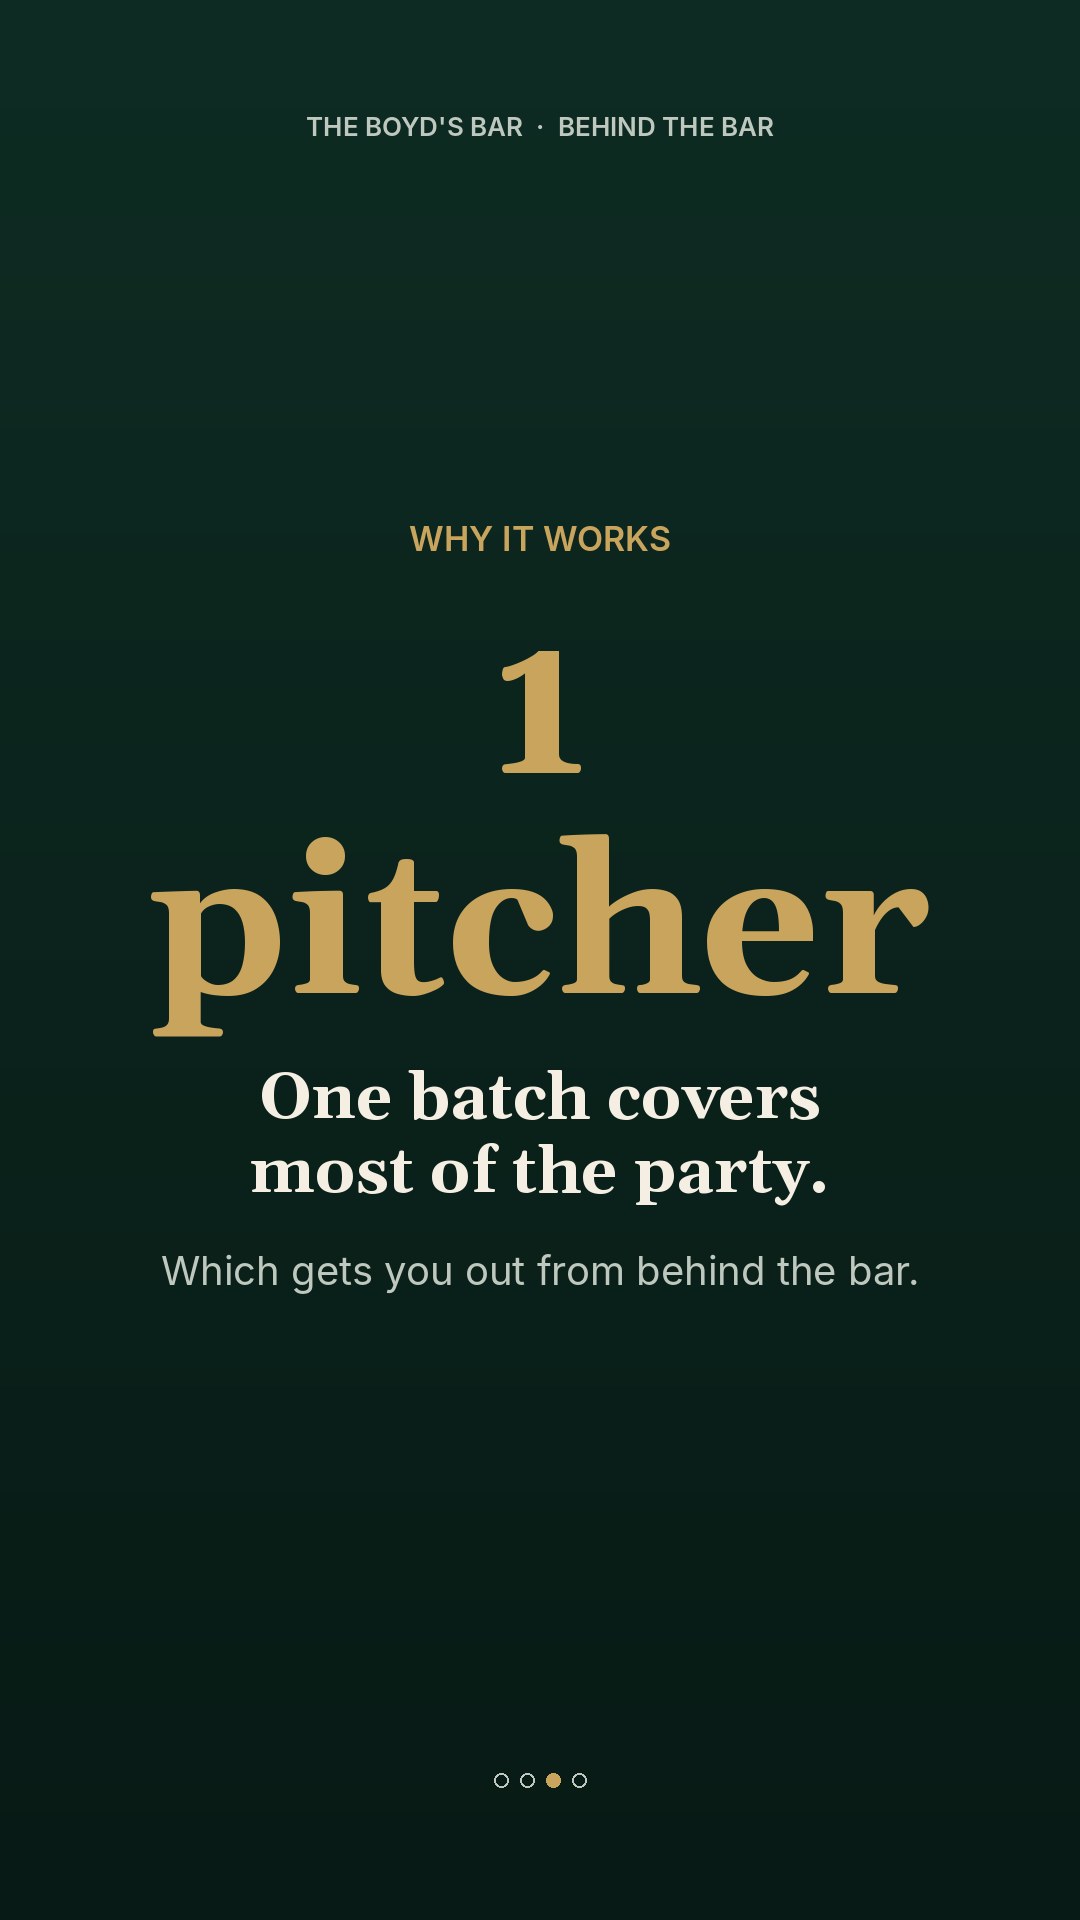 THE BOYD'S BAR · BEHIND THE BAR
WHY IT WORKS
1
pitcher
One batch covers
most of the party.
Which gets you out from behind the bar.